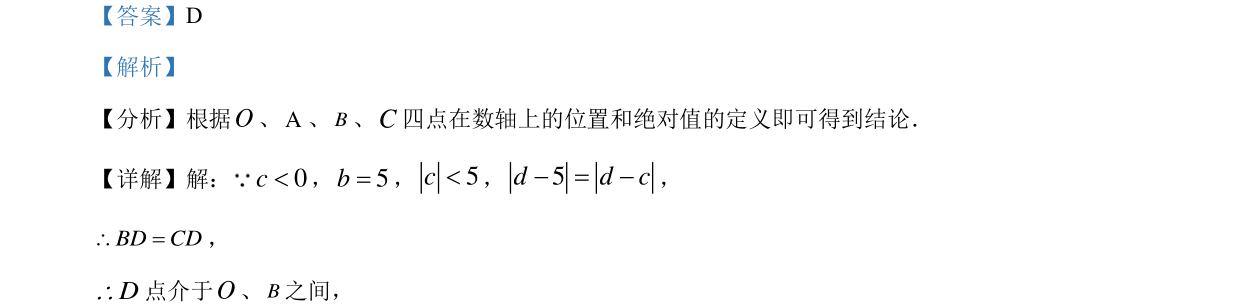 【答案】D
【解析】
【分析】根据O、A、B、C四点在数轴上的位置和绝对值的定义即可得到结论．
【详解】解：∵c<0，b=5，|c|<5，|d−5|=|d−c|，
∴BD=CD，
∴D点介于O、B之间，